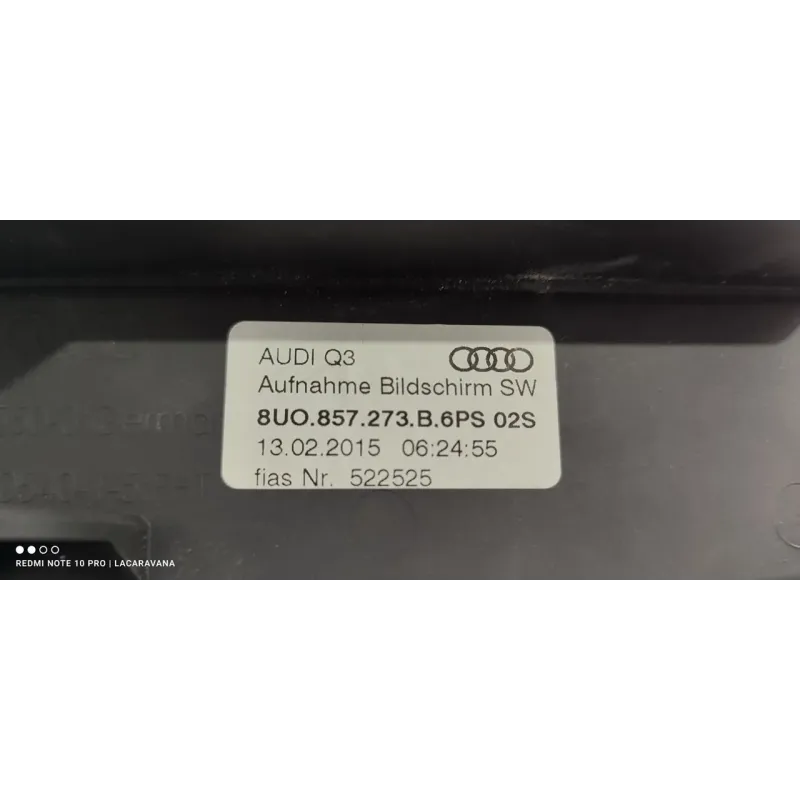 AUDI Q3
Aufnahme Bildschirm SW
8U0.857.273.B.6PS 02S
13.02.2015 06:24:55
fias Nr. 522525
REDMI NOTE 10 PRO | LACARAVANA